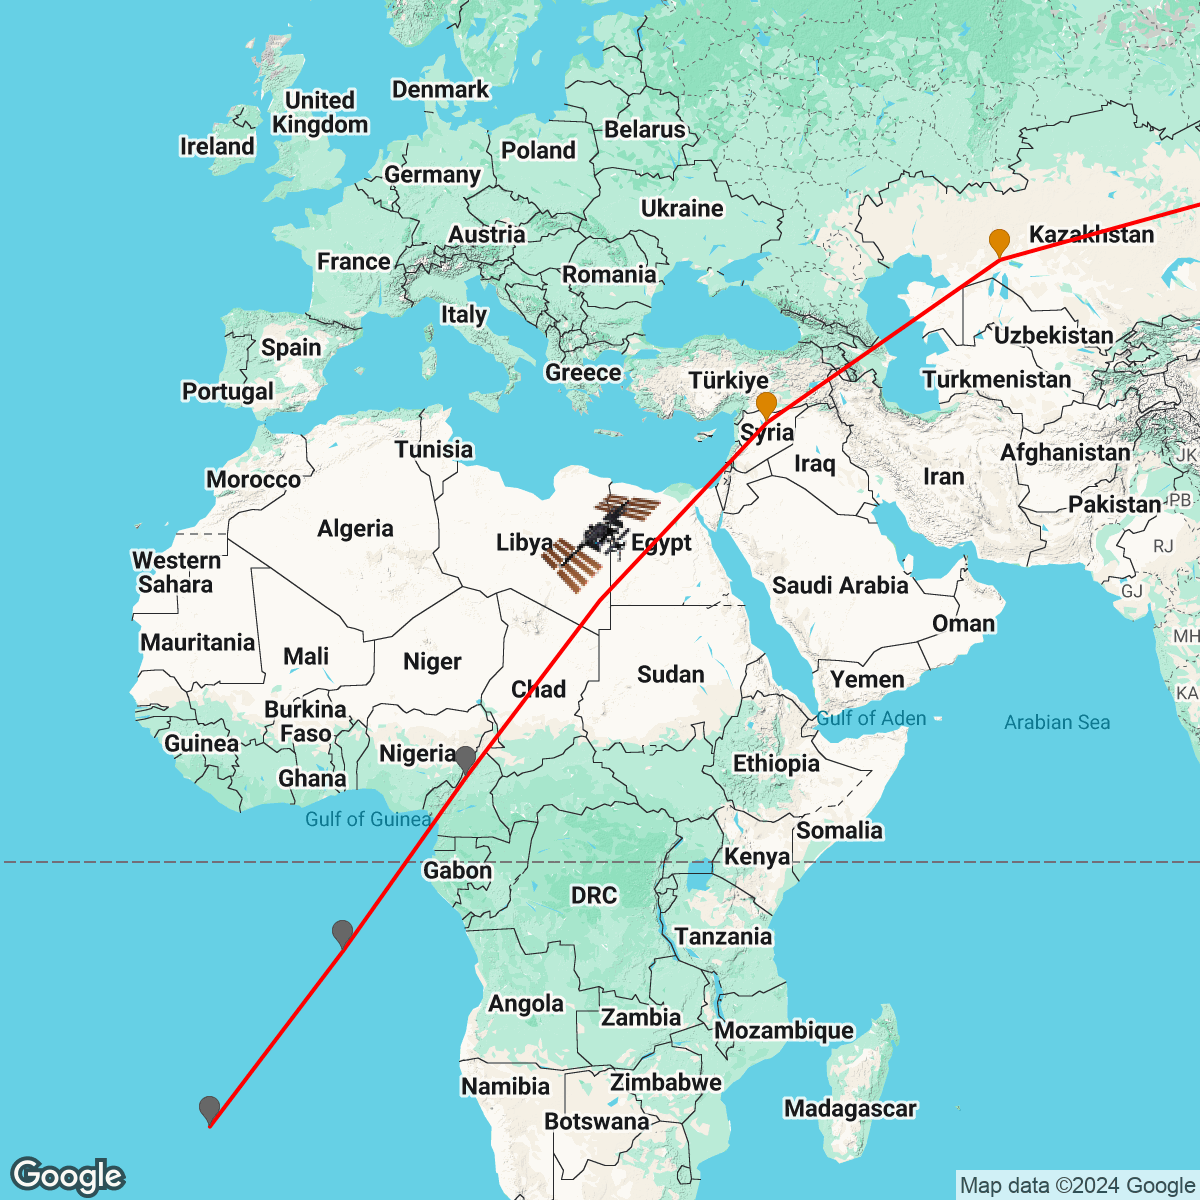 Denmark
United
Kingdom
Ireland
Belarus
Poland
Germany
Ukraine
Austria
Kazakhstan
France
Romania
Italy
Uzbekistan
Spain
Greece
Türkiye
Turkmenistan
Portugal
Syria
Tunisia
Afghanistan
JK
Iraq
Iran
Morocco
Pakistan
PB
Algeria
Libya
Egypt
RJ
Western
Sahara
Saudi Arabia
GJ
Oman
Mauritania
MH
Mali
Niger
Sudan
Yemen
Chad
KA
Burkina
Faso
Gulf of Aden
Arabian Sea
Guinea
Nigeria
Ethiopia
Ghana
Gulf of Guinea
Somalia
Kenya
Gabon
DRC
Tanzania
Angola
Zambia
Mozambique
Namibia
Zimbabwe
Madagascar
Botswana
Google
Map data ©2024 Google